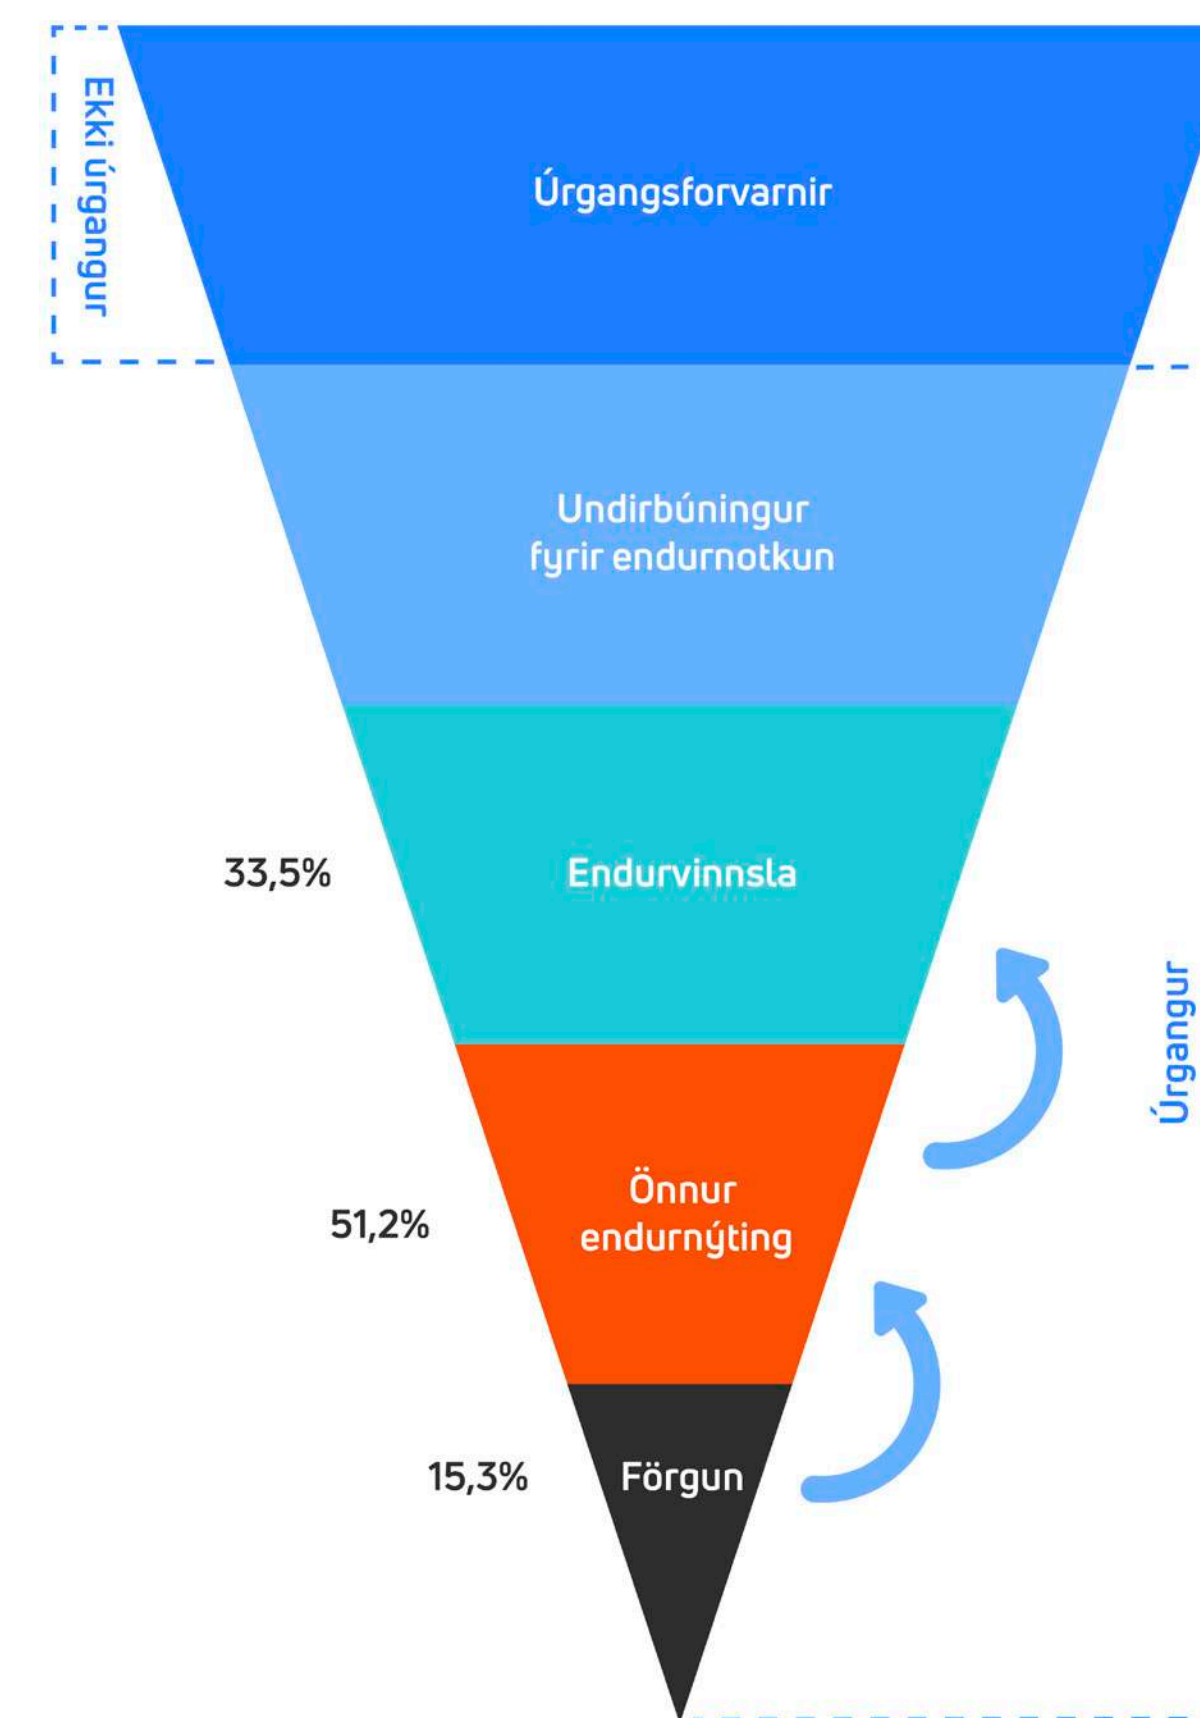 Ekki úrgangur
Úrgangsforvarnir
Undirbúningur
fyrir endurnotkun
33,5%
Endurvinnsla
Úrgangur
51,2%
Önnur
endurnýting
15,3%
Förgun